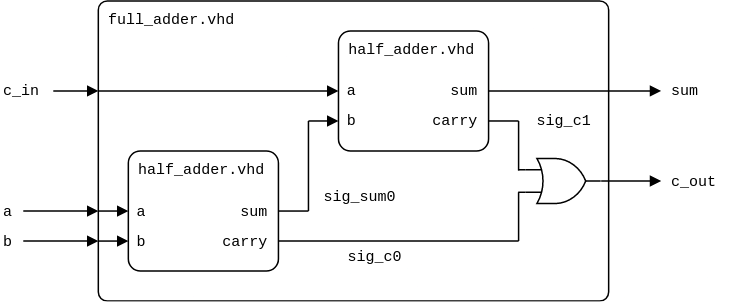 full_adder.vhd
half_adder.vhd
c_in
a
sum
sum
b
carry
sig_c1
half_adder.vhd
c_out
sig_sum0
a
a
sum
b
b
carry
sig_c0